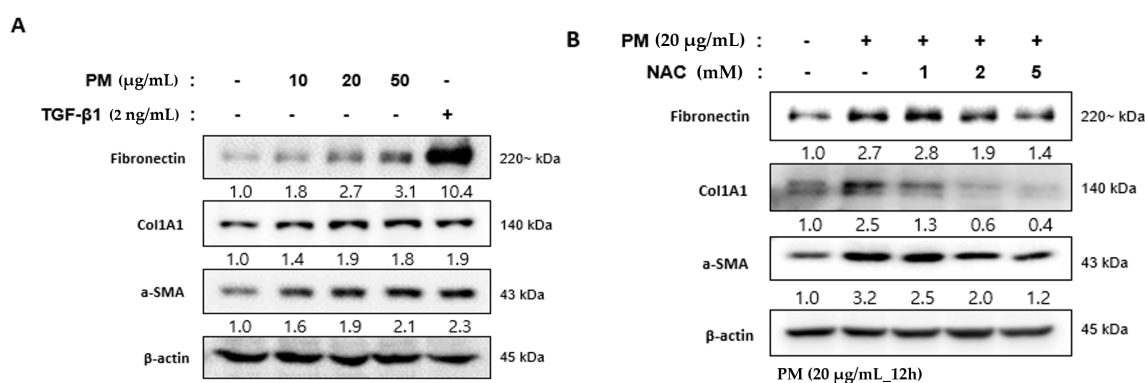 A
PM (µg/mL) : - 10 20 50 -
TGF-β1 (2 ng/mL) : - - - - +
Fibronectin 220~ kDa
1.0 1.8 2.7 3.1 10.4
Col1A1 140 kDa
1.0 1.4 1.9 1.8 1.9
a-SMA 43 kDa
1.0 1.6 1.9 2.1 2.3
β-actin 45 kDa
B
PM (20 µg/mL) : - + + + +
NAC (mM) : - - 1 2 5
Fibronectin 220~ kDa
1.0 2.7 2.8 1.9 1.4
Col1A1 140 kDa
1.0 2.5 1.3 0.6 0.4
a-SMA 43 kDa
1.0 3.2 2.5 2.0 1.2
β-actin 45 kDa
PM (20 µg/mL_12h)